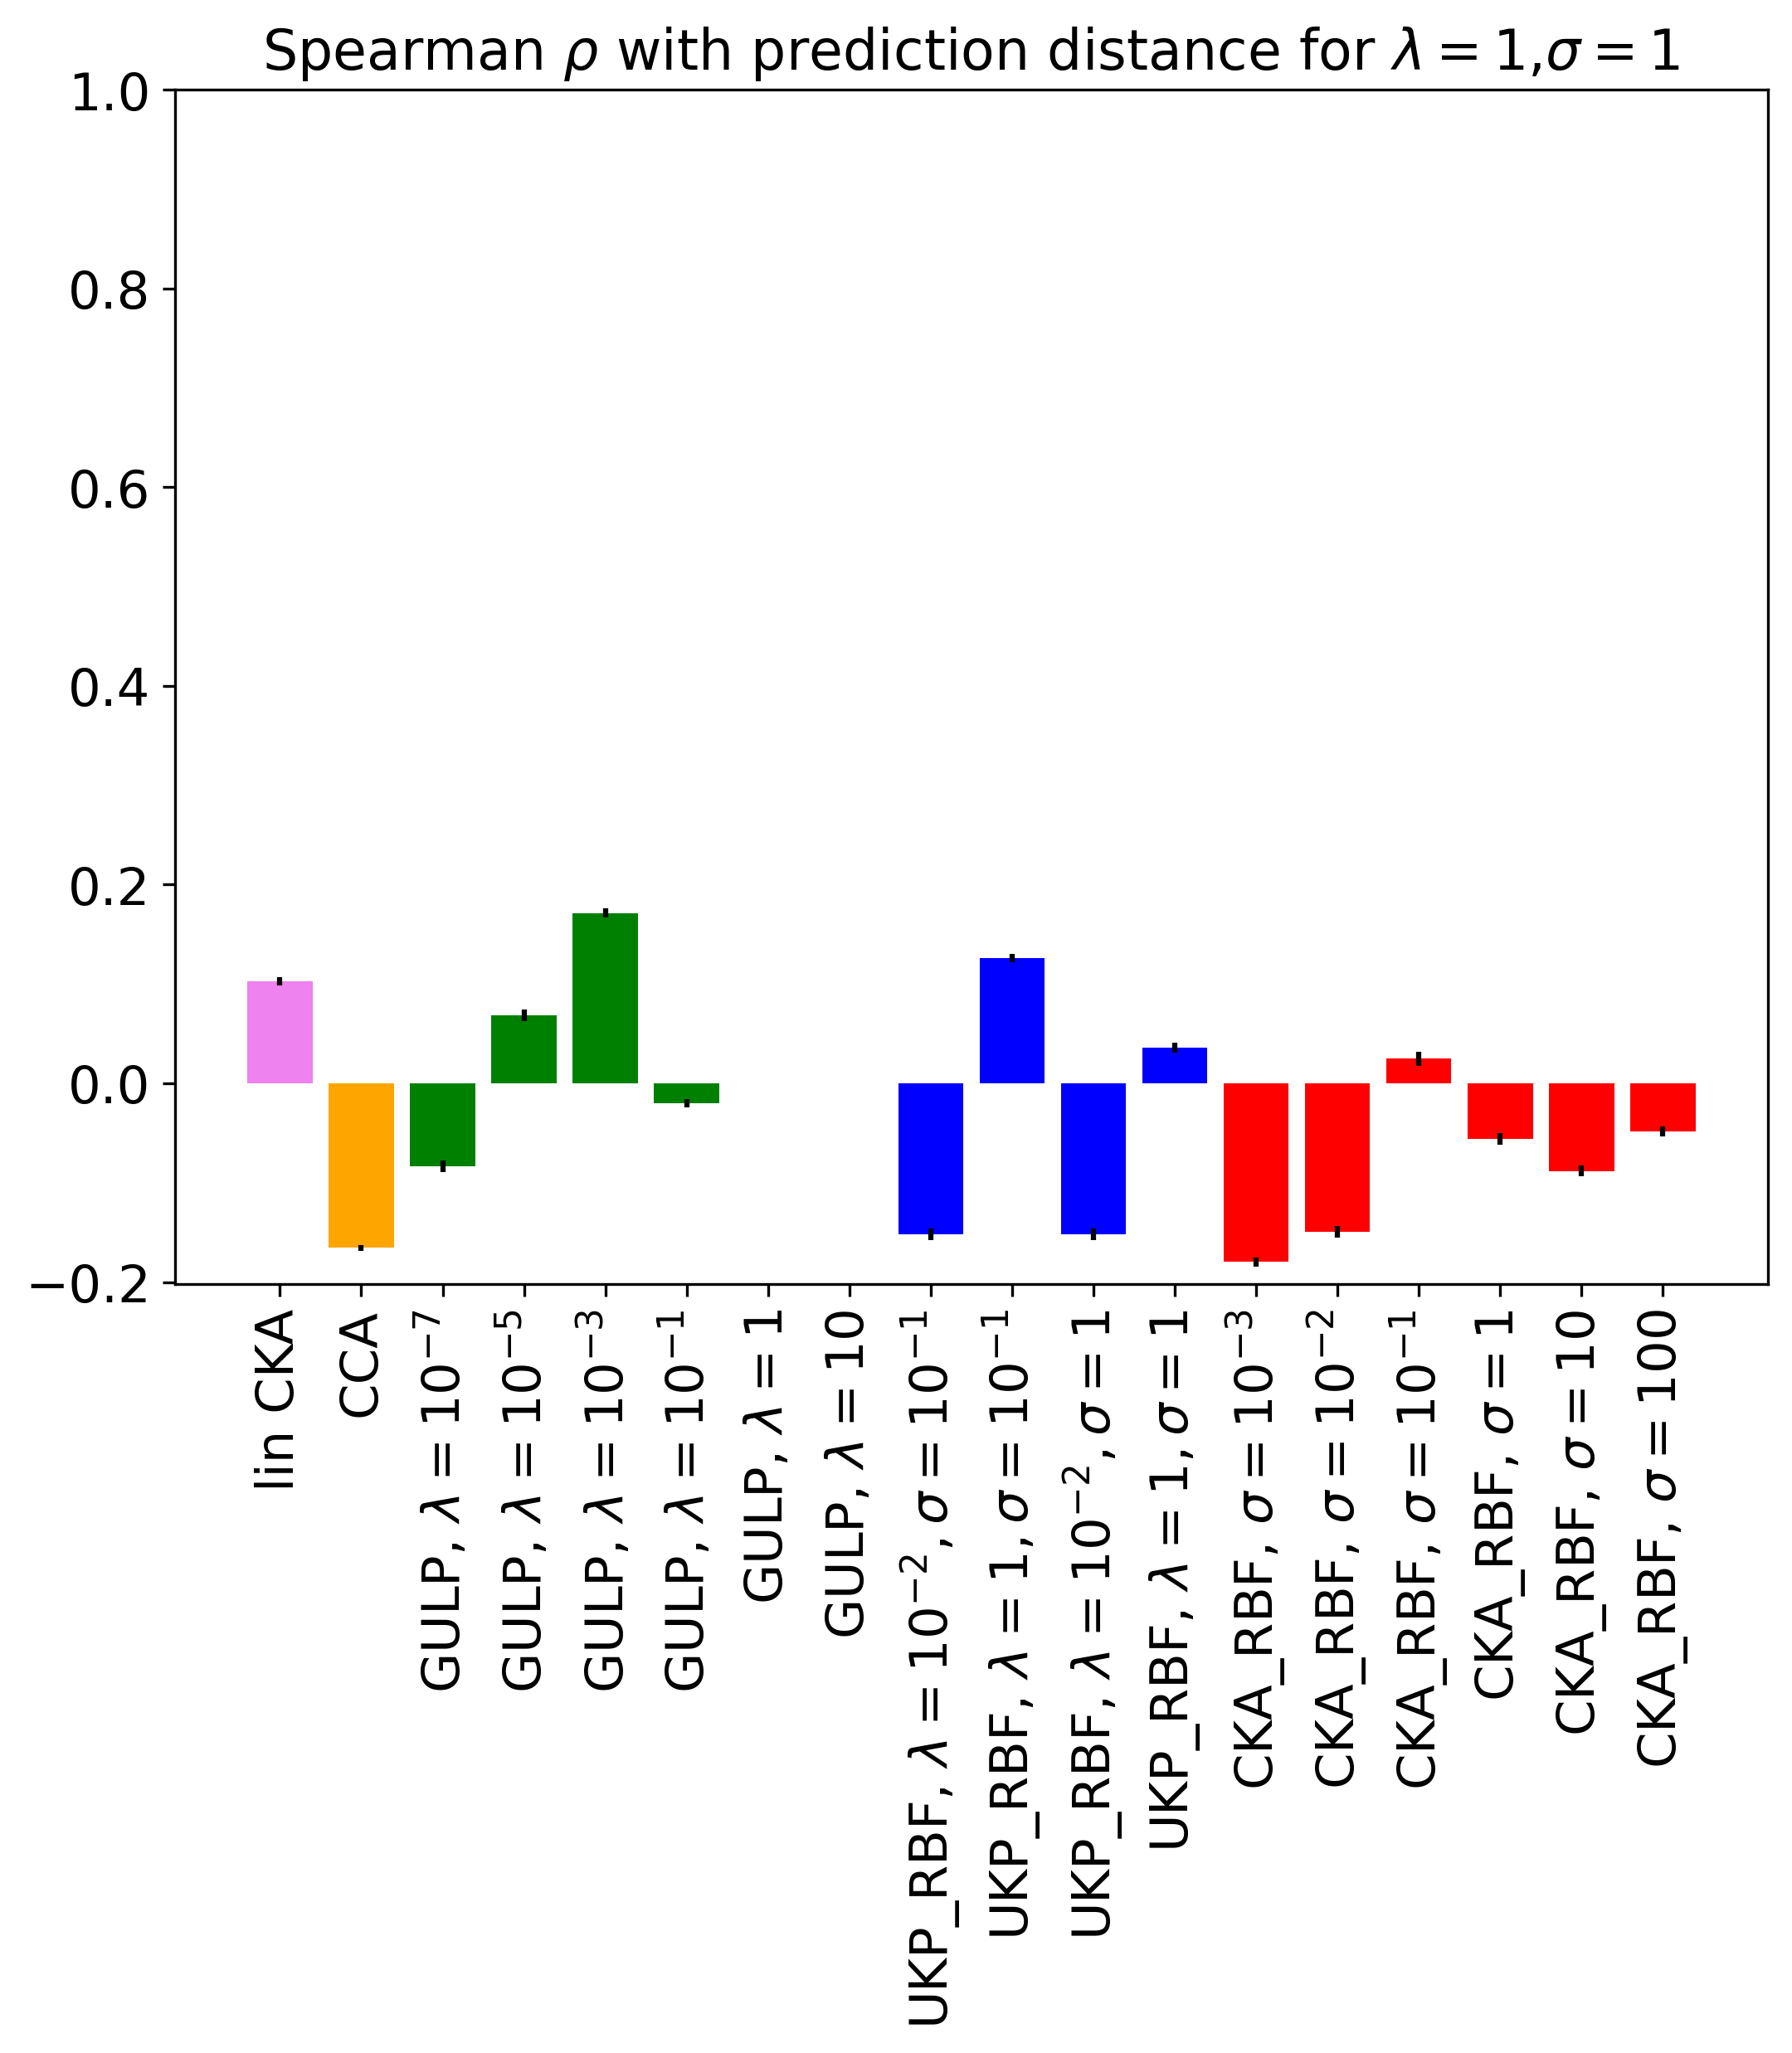 Spearman ρ with prediction distance for λ = 1,σ = 1
1.0
0.8
0.6
0.4
0.2
0.0
−0.2
lin CKA
CCA
GULP, λ = 10⁻⁷
GULP, λ = 10⁻⁵
GULP, λ = 10⁻³
GULP, λ = 10⁻¹
GULP, λ = 1
GULP, λ = 10
UKP_RBF, λ = 10⁻², σ = 10⁻¹
UKP_RBF, λ = 1, σ = 10⁻¹
UKP_RBF, λ = 10⁻², σ = 1
UKP_RBF, λ = 1, σ = 1
CKA_RBF, σ = 10⁻³
CKA_RBF, σ = 10⁻²
CKA_RBF, σ = 10⁻¹
CKA_RBF, σ = 1
CKA_RBF, σ = 10
CKA_RBF, σ = 100